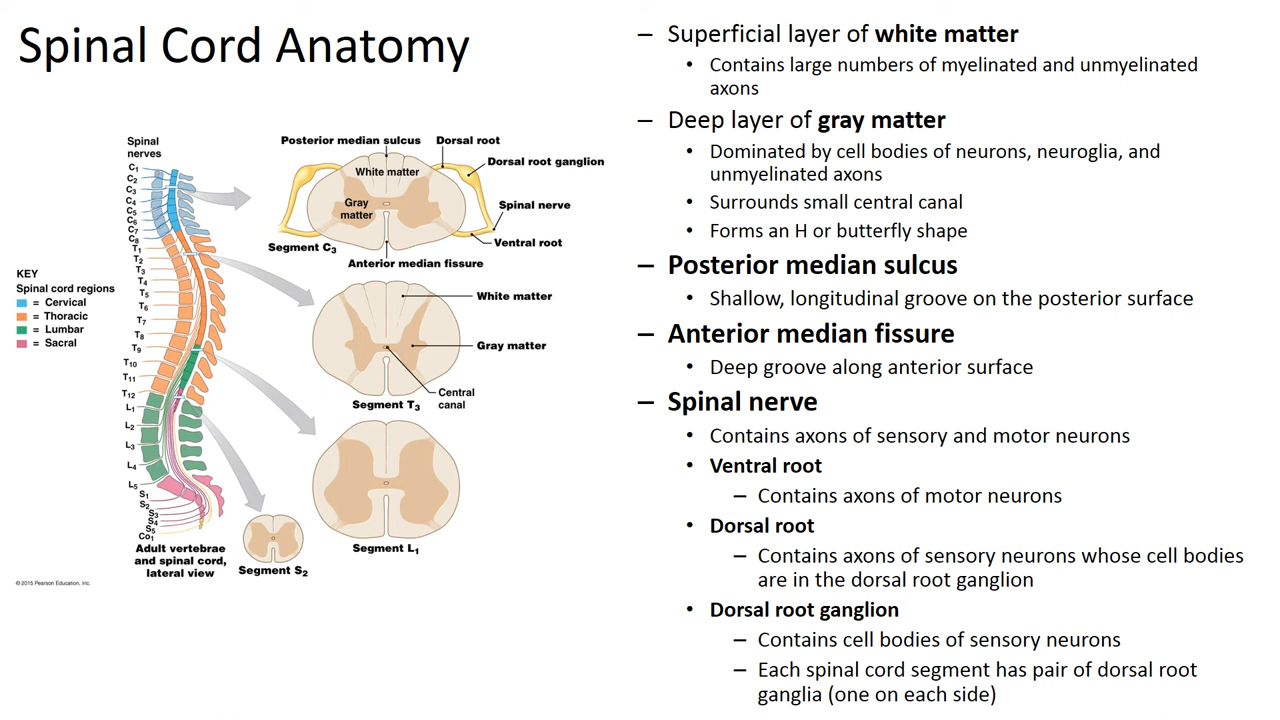 Spinal Cord Anatomy
Spinal
nerves
C1
C2
C3
C4
C5
C6
C7
C8
T1
T2
T3
T4
T5
T6
T7
T8
T9
T10
T11
T12
L1
L2
L3
L4
L5
S1
S2
S3
S4
S5
Co1
KEY
Spinal cord regions
= Cervical
= Thoracic
= Lumbar
= Sacral
Adult vertebrae
and spinal cord,
lateral view
© 2015 Pearson Education, Inc.
Posterior median sulcus
Dorsal root
Dorsal root ganglion
White matter
Gray
matter
Spinal nerve
Segment C3
Ventral root
Anterior median fissure
White matter
Gray matter
Central
canal
Segment T3
Segment L1
Segment S2
– Superficial layer of white matter
• Contains large numbers of myelinated and unmyelinated
axons
– Deep layer of gray matter
• Dominated by cell bodies of neurons, neuroglia, and
unmyelinated axons
• Surrounds small central canal
• Forms an H or butterfly shape
– Posterior median sulcus
• Shallow, longitudinal groove on the posterior surface
– Anterior median fissure
• Deep groove along anterior surface
– Spinal nerve
• Contains axons of sensory and motor neurons
• Ventral root
– Contains axons of motor neurons
• Dorsal root
– Contains axons of sensory neurons whose cell bodies
are in the dorsal root ganglion
• Dorsal root ganglion
– Contains cell bodies of sensory neurons
– Each spinal cord segment has pair of dorsal root
ganglia (one on each side)